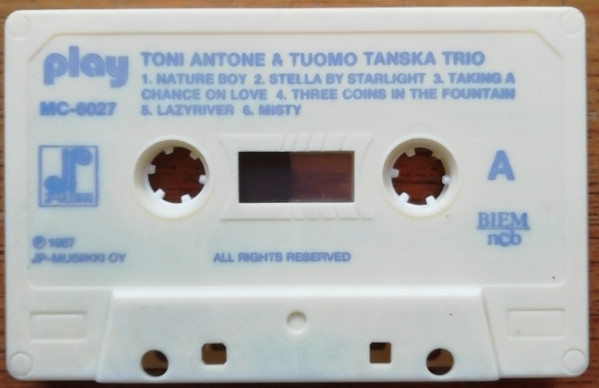 play
TONI ANTONE & TUOMO TANSKA TRIO
1. NATURE BOY 2. STELLA BY STARLIGHT 3. TAKING A
CHANCE ON LOVE 4. THREE COINS IN THE FOUNTAIN
5. LAZYRIVER 6. MISTY
MC-6027
A
BIEM
ncb
℗ 1987
JP-MUSIIKKI OY
ALL RIGHTS RESERVED